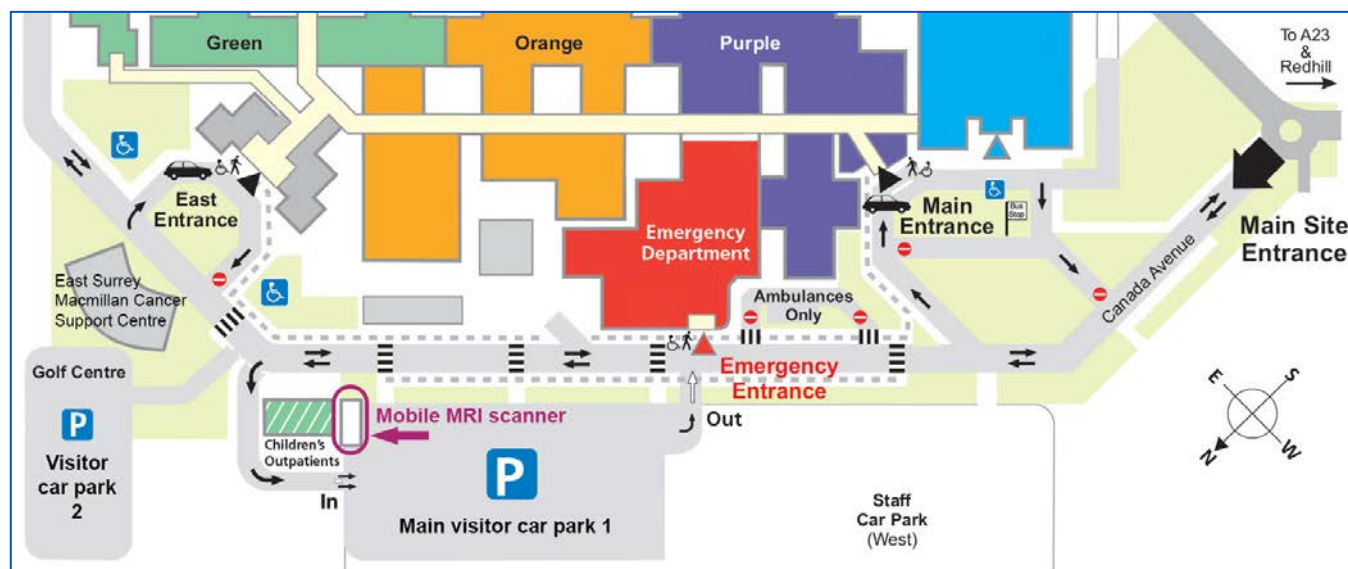 Green
Orange
Purple
To A23
&
Redhill
East
Entrance
Emergency
Department
Main
Entrance
Bus
Stop
Main Site
Entrance
Canada Avenue
East Surrey
Macmillan Cancer
Support Centre
Ambulances
Only
Emergency
Entrance
Golf Centre
P
Visitor
car park
2
Mobile MRI scanner
Children's
Outpatients
In
Out
P
Main visitor car park 1
Staff
Car Park
(West)
E
S
N
W